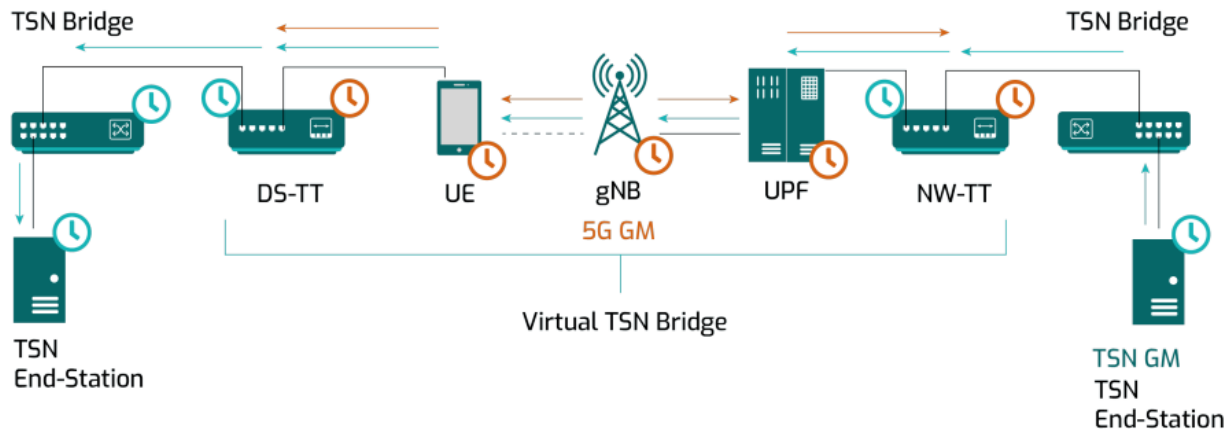 TSN Bridge
TSN Bridge
DS-TT
UE
gNB
UPF
NW-TT
5G GM
Virtual TSN Bridge
TSN
End-Station
TSN GM
TSN
End-Station